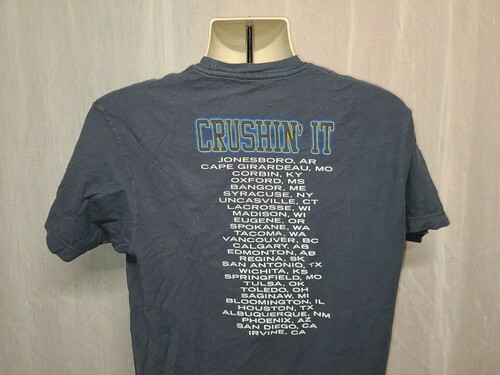 CRUSHIN' IT
JONESBORO, AR
CAPE GIRARDEAU, MO
CORBIN, KY
OXFORD, MS
BANGOR, ME
SYRACUSE, NY
UNCASVILLE, CT
LACROSSE, WI
MADISON, WI
EUGENE, OR
SPOKANE, WA
TACOMA, WA
VANCOUVER, BC
CALGARY, AB
EDMONTON, AB
REGINA, SK
SAN ANTONIO, TX
WICHITA, KS
SPRINGFIELD, MO
TULSA, OK
TOLEDO, OH
SAGINAW, MI
BLOOMINGTON, IL
HOUSTON, TX
ALBUQUERQUE, NM
PHOENIX, AZ
SAN DIEGO, CA
IRVINE, CA